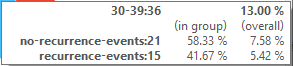 30-39:36 13.00 %
(in group) (overall)
no-recurrence-events:21 58.33 % 7.58 %
recurrence-events:15 41.67 % 5.42 %